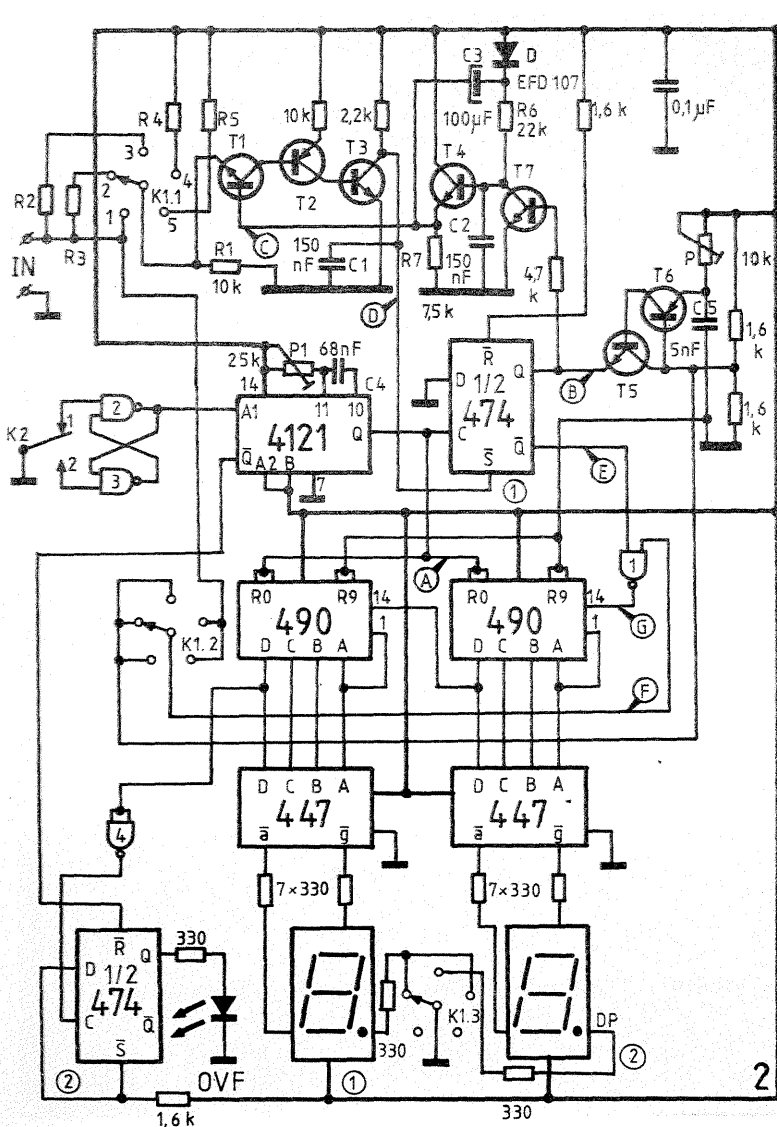 C3
D
EFD 107
R4
R5
10k
2,2k
100µF
R6
22k
1,6k
0,1µF
T1
T3
T4
T7
3
4
K1.1
2
R2
T2
1
5
C
C2
IN
R3
R1
10k
150
nF
C1
R7
150
nF
4,7
k
P
T6
10k
D
7,5k
C5
5nF
1,6
k
P1
68nF
25k
C4
R̅
T5
14
11
10
D
1/2
Q
B
1,6
k
K2
1
2
A1
4121
Q
474
C
Q̅
E
2
3
Q̅
A2
B
7
S̅
1
A
1
R0
R9
14
R0
R9
14
G
490
1
490
1
K1.2
D
C
B
A
D
C
B
A
F
D
C
B
A
D
C
B
A
447
447
4
a̅
g̅
a̅
g̅
7×330
7×330
330
R̅
Q
D
1/2
474
C
Q̅
K1.3
DP
S̅
330
2
OVF
1
2
2
1,6k
330